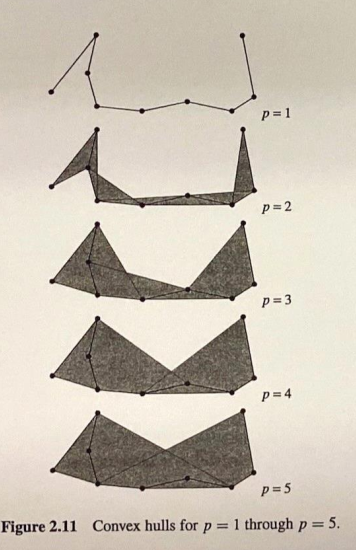 p = 1
p = 2
p = 3
p = 4
p = 5
Figure 2.11 Convex hulls for p = 1 through p = 5.